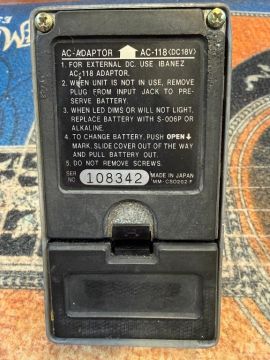 AC-ADAPTOR AC-118 (DC18V)
1. FOR EXTERNAL DC. USE IBANEZ
AC-118 ADAPTOR.
2. WHEN UNIT IS NOT IN USE, REMOVE
PLUG FROM INPUT JACK TO PRE-
SERVE BATTERY.
3. WHEN LED DIMS OR WILL NOT LIGHT,
REPLACE BATTERY WITH S-006P OR
ALKALINE.
4. TO CHANGE BATTERY, PUSH OPEN
MARK. SLIDE COVER OUT OF THE WAY
AND PULL BATTERY OUT.
5. DO NOT REMOVE SCREWS.
SER. NO. 108342 MADE IN JAPAN
MM-CS0202-F